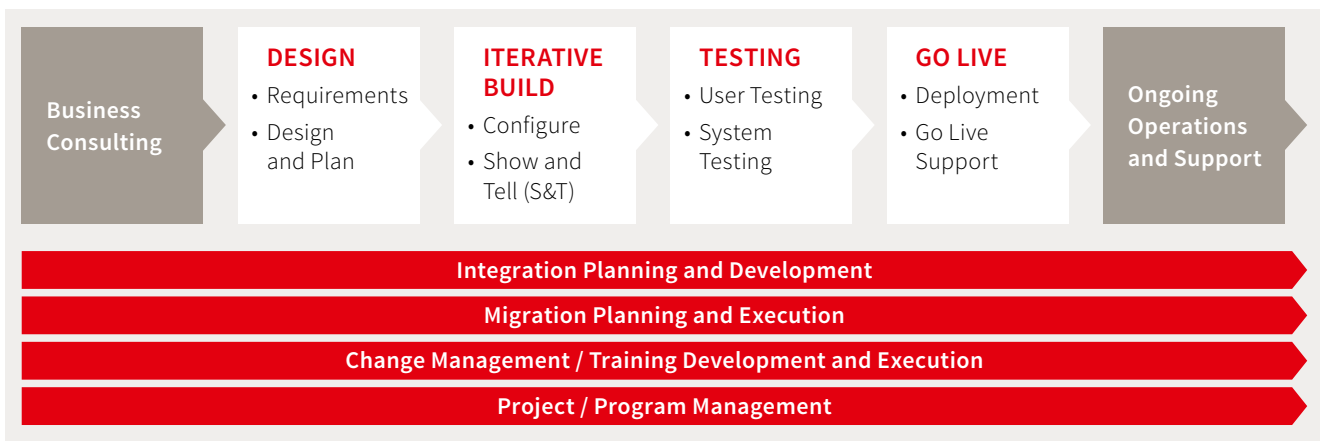 Business
Consulting
DESIGN
• Requirements
• Design
and Plan
ITERATIVE
BUILD
• Configure
• Show and
Tell (S&T)
TESTING
• User Testing
• System
Testing
GO LIVE
• Deployment
• Go Live
Support
Ongoing
Operations
and Support
Integration Planning and Development
Migration Planning and Execution
Change Management / Training Development and Execution
Project / Program Management